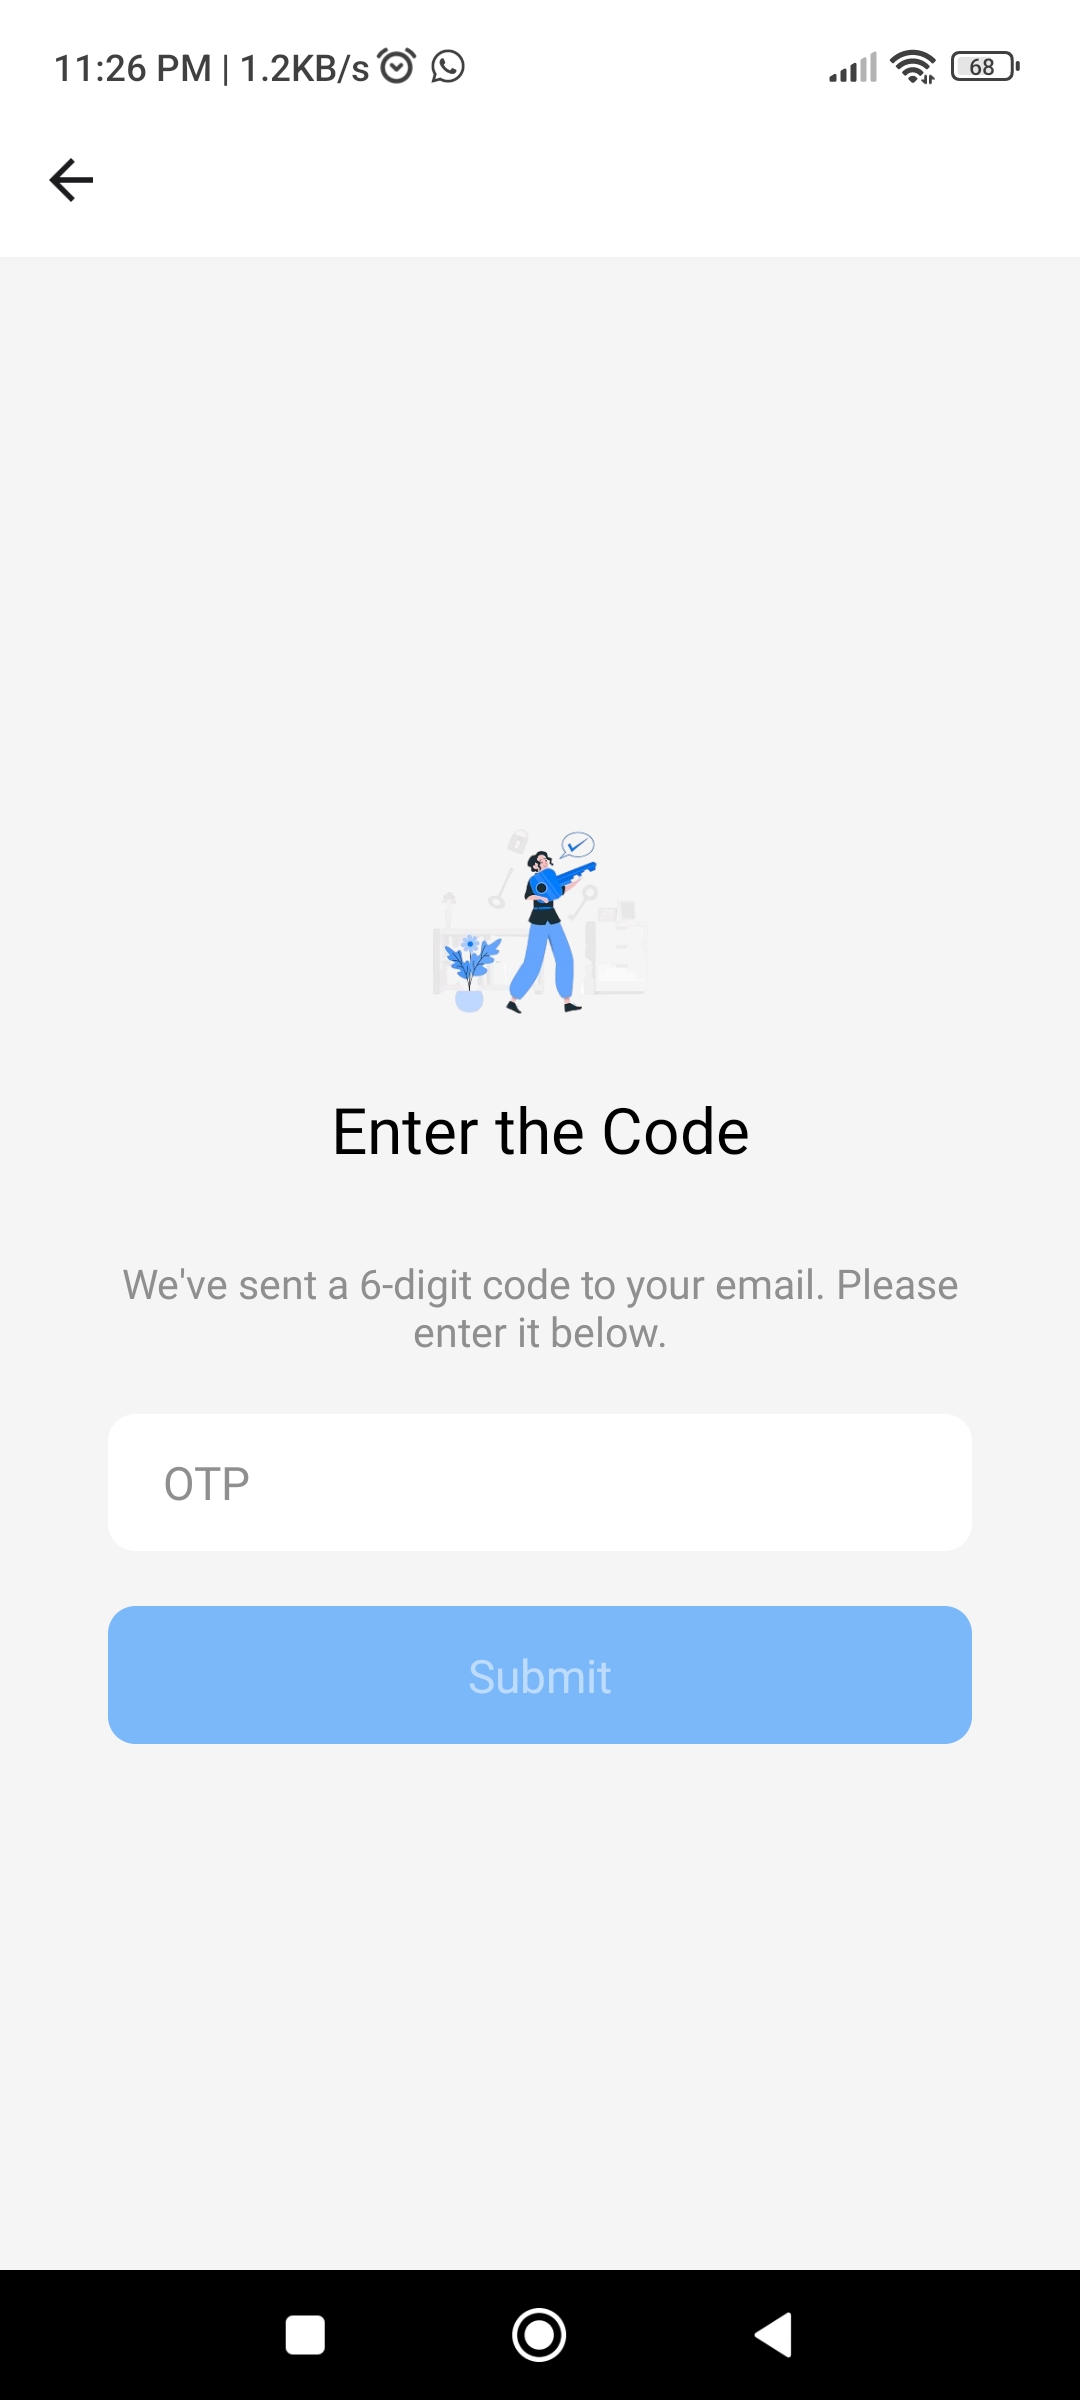 11:26 PM | 1.2KB/s
68
Enter the Code
We've sent a 6-digit code to your email. Please
enter it below.
OTP
Submit